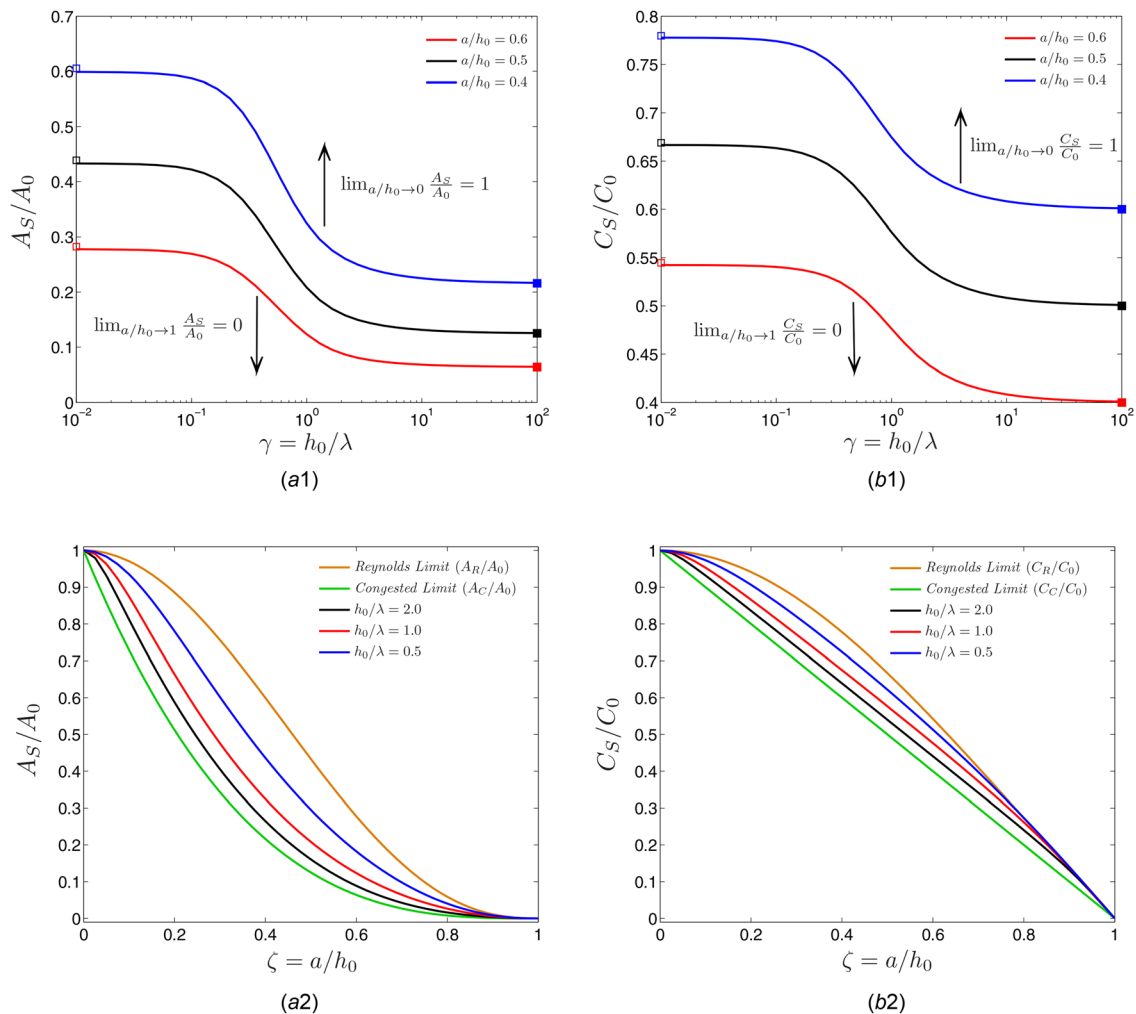 0.7
0.6
0.5
0.4
0.3
0.2
0.1
0
A_S/A_0
a/h_0 = 0.6
a/h_0 = 0.5
a/h_0 = 0.4
lim_{a/h_0→0} A_S/A_0 = 1
lim_{a/h_0→1} A_S/A_0 = 0
10^{-2} 10^{-1} 10^0 10^1 10^2
γ = h_0/λ
(a1)
0.8
0.75
0.7
0.65
0.6
0.55
0.5
0.45
0.4
C_S/C_0
a/h_0 = 0.6
a/h_0 = 0.5
a/h_0 = 0.4
lim_{a/h_0→0} C_S/C_0 = 1
lim_{a/h_0→1} C_S/C_0 = 0
10^{-2} 10^{-1} 10^0 10^1 10^2
γ = h_0/λ
(b1)
1
0.9
0.8
0.7
0.6
0.5
0.4
0.3
0.2
0.1
0
A_S/A_0
Reynolds Limit (A_R/A_0)
Congested Limit (A_C/A_0)
h_0/λ = 2.0
h_0/λ = 1.0
h_0/λ = 0.5
0 0.2 0.4 0.6 0.8 1
ζ = a/h_0
(a2)
1
0.9
0.8
0.7
0.6
0.5
0.4
0.3
0.2
0.1
0
C_S/C_0
Reynolds Limit (C_R/C_0)
Congested Limit (C_C/C_0)
h_0/λ = 2.0
h_0/λ = 1.0
h_0/λ = 0.5
0 0.2 0.4 0.6 0.8 1
ζ = a/h_0
(b2)